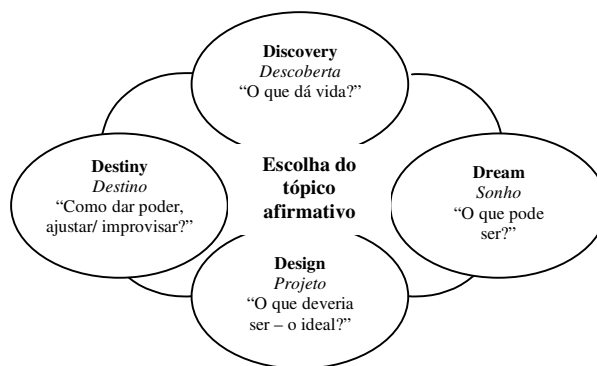 Discovery
Descoberta
“O que dá vida?”
Destiny
Destino
“Como dar poder,
ajustar/ improvisar?”
Escolha do
tópico
afirmativo
Dream
Sonho
“O que pode
ser?”
Design
Projeto
“O que deveria
ser – o ideal?”